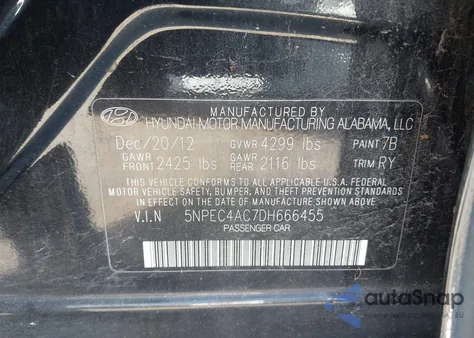 MANUFACTURED BY
HYUNDAI MOTOR MANUFACTURING ALABAMA, LLC
Dec/20/12 GVWR 4299 lbs PAINT 7B
GAWR FRONT 2425 lbs GAWR REAR 2116 lbs TRIM RY
THIS VEHICLE CONFORMS TO ALL APPLICABLE U.S.A. FEDERAL
MOTOR VEHICLE SAFETY, BUMPER, AND THEFT PREVENTION STANDARDS
IN EFFECT ON THE DATE OF MANUFACTURE SHOWN ABOVE.
V.I.N 5NPEC4AC7DH666455
PASSENGER CAR
autoSnap